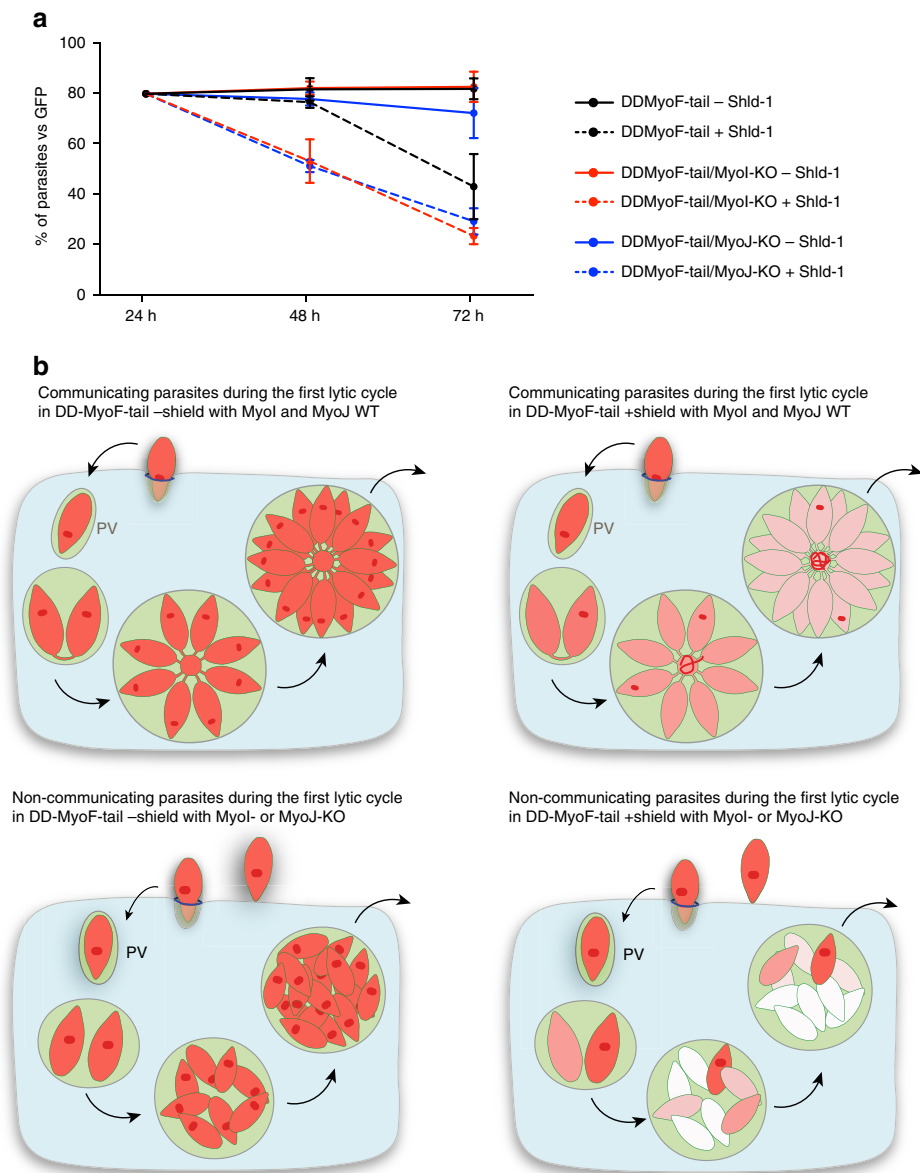 a
% of parasites vs GFP
100
80
60
40
20
0
24 h
48 h
72 h
DDMyoF-tail – Shld-1
DDMyoF-tail + Shld-1
DDMyoF-tail/MyoI-KO – Shld-1
DDMyoF-tail/MyoI-KO + Shld-1
DDMyoF-tail/MyoJ-KO – Shld-1
DDMyoF-tail/MyoJ-KO + Shld-1
b
Communicating parasites during the first lytic cycle
in DD-MyoF-tail –shield with MyoI and MyoJ WT
PV
Communicating parasites during the first lytic cycle
in DD-MyoF-tail +shield with MyoI and MyoJ WT
PV
Non-communicating parasites during the first lytic cycle
in DD-MyoF-tail –shield with MyoI- or MyoJ-KO
PV
Non-communicating parasites during the first lytic cycle
in DD-MyoF-tail +shield with MyoI- or MyoJ-KO
PV